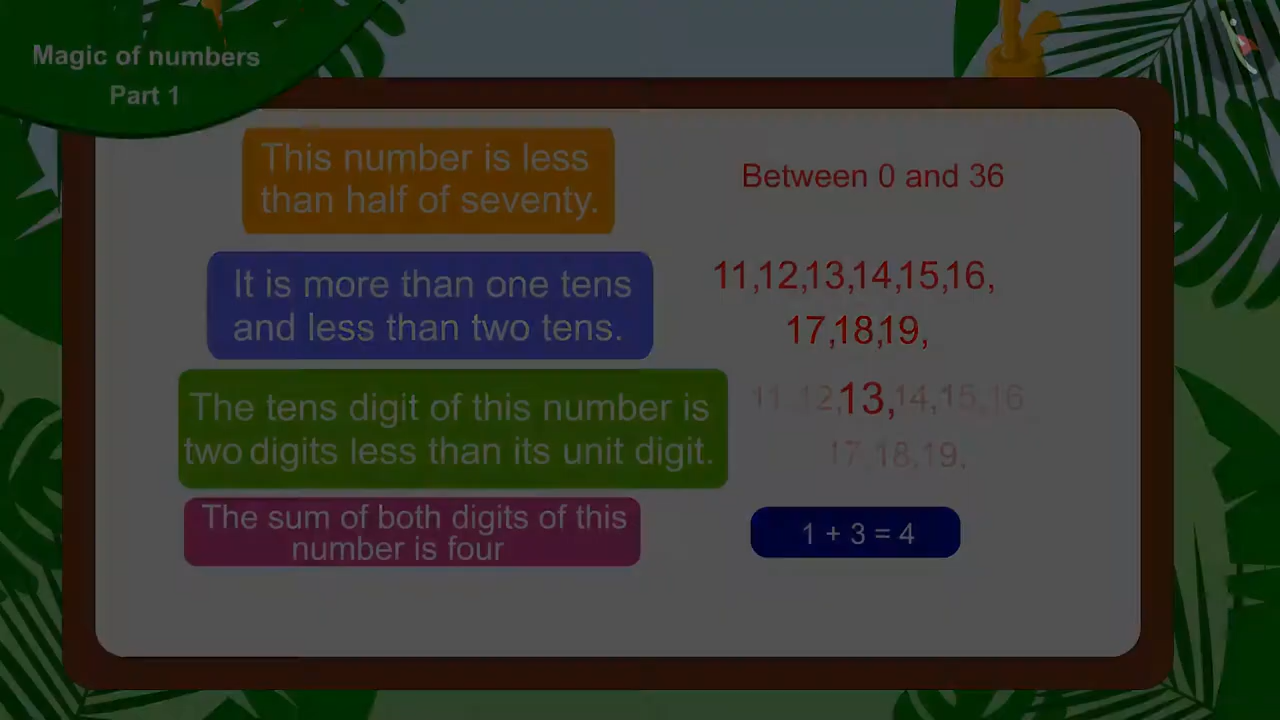 Magic of numbers
Part 1
This number is less
than half of seventy.
Between 0 and 36
It is more than one tens
and less than two tens.
11,12,13,14,15,16,
17,18,19,
The tens digit of this number is
two digits less than its unit digit.
11,12,13,14,15,16
17,18,19,
The sum of both digits of this
number is four
1 + 3 = 4